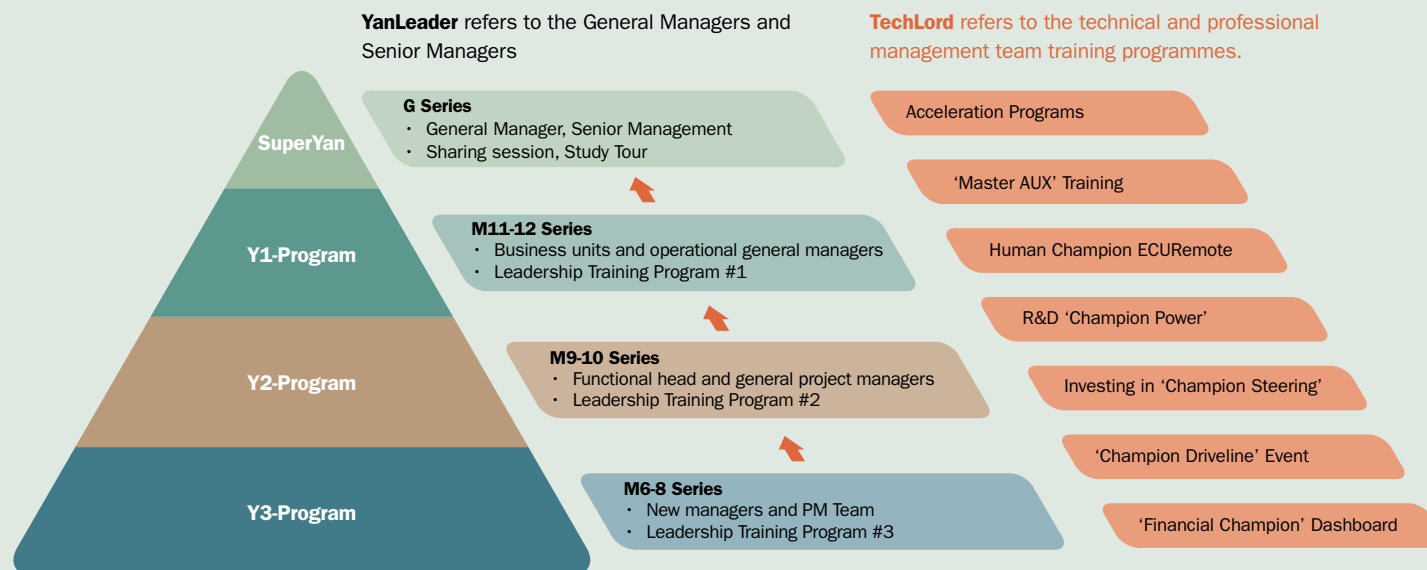 YanLeader refers to the General Managers and
Senior Managers
TechLord refers to the technical and professional
management team training programmes.
SuperYan
Y1-Program
Y2-Program
Y3-Program
G Series
· General Manager, Senior Management
· Sharing session, Study Tour
M11-12 Series
· Business units and operational general managers
· Leadership Training Program #1
M9-10 Series
· Functional head and general project managers
· Leadership Training Program #2
M6-8 Series
· New managers and PM Team
· Leadership Training Program #3
Acceleration Programs
‘Master AUX’ Training
Human Champion ECURemote
R&D ‘Champion Power’
Investing in ‘Champion Steering’
‘Champion Driveline’ Event
‘Financial Champion’ Dashboard